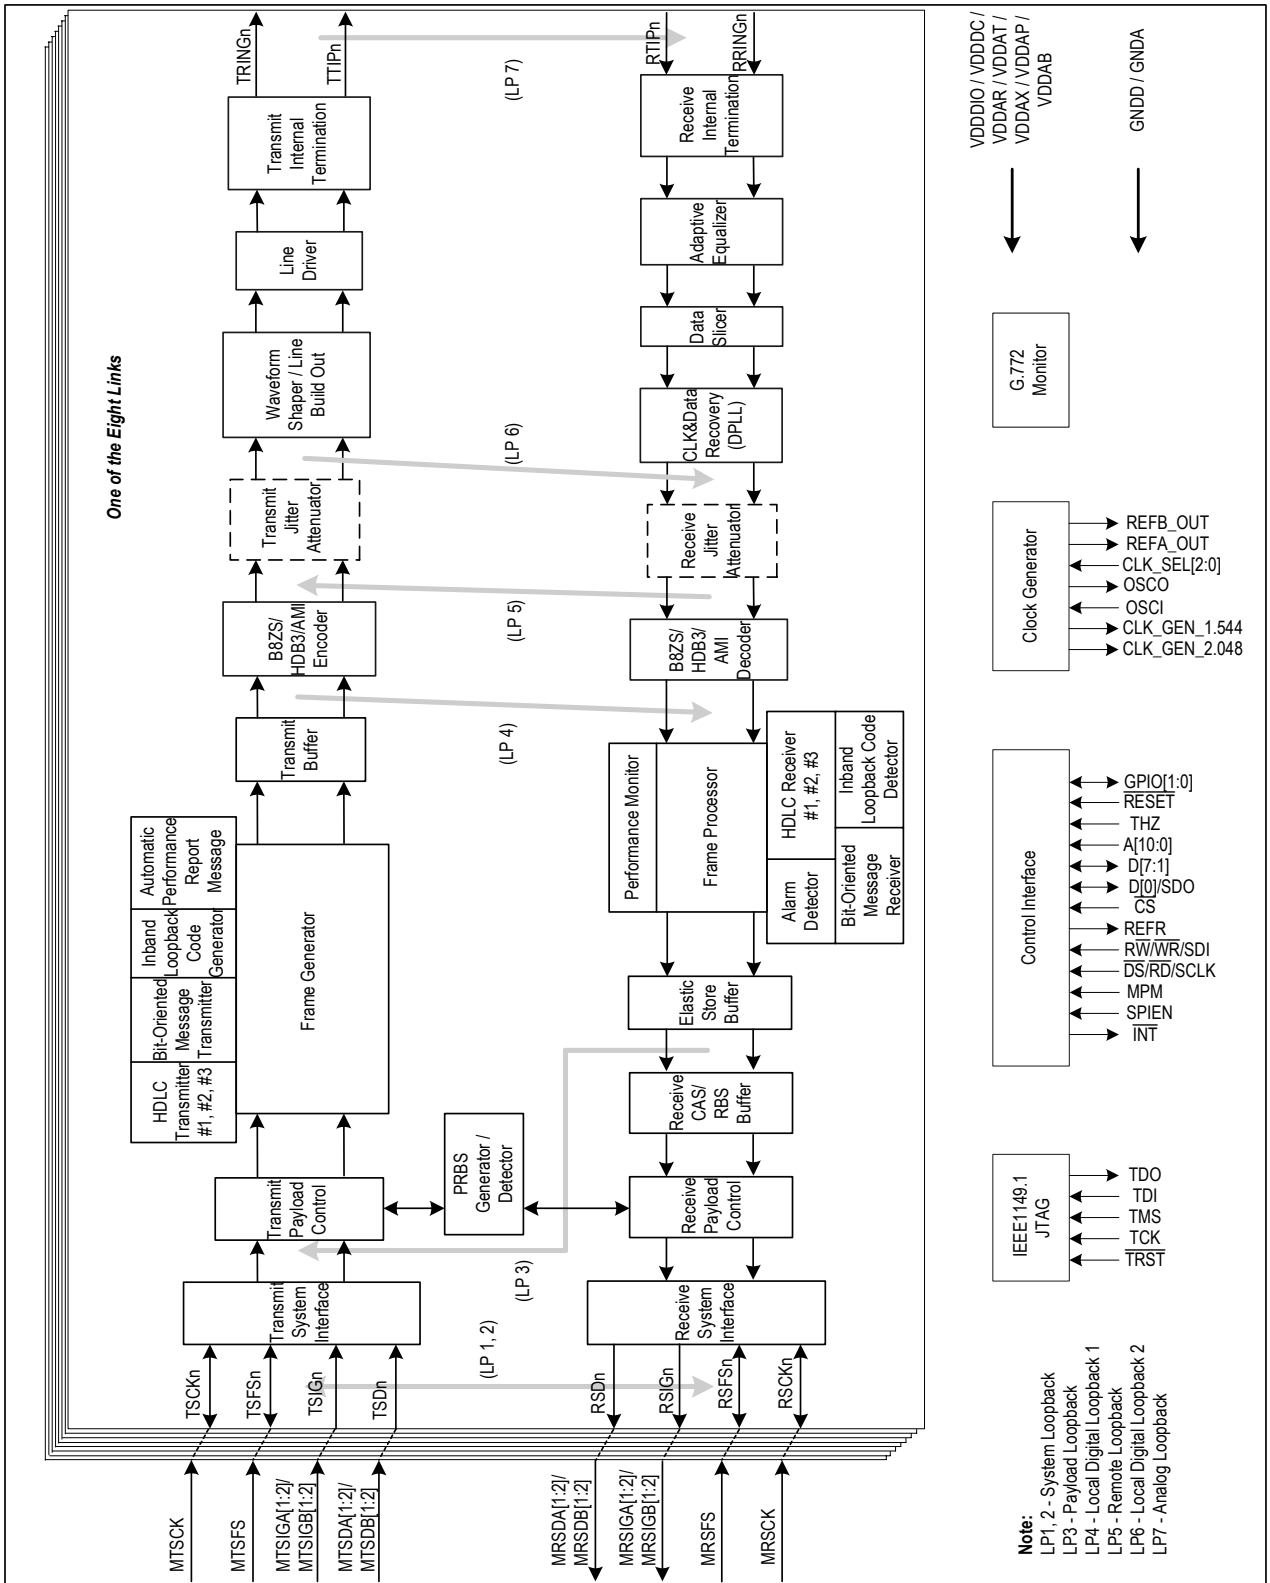 One of the Eight Links
TRINGn
TTIPn
(LP 7)
RTIPn
RRINGn
Transmit
Internal
Termination
Receive
Internal
Termination
Line
Driver
Adaptive
Equalizer
Data
Slicer
Waveform
Shaper / Line
Build Out
CLK&Data
Recovery
(DPLL)
(LP 6)
Transmit
Jitter
Attenuator
Receive
Jitter
Attenuator
(LP 5)
B8ZS/
HDB3/AMI
Encoder
B8ZS/
HDB3/
AMI
Decoder
(LP 4)
Transmit
Buffer
Performance Monitor
Frame Processor
HDLC Receiver
#1, #2, #3
Inband
Loopback Code
Detector
Alarm
Detector
Bit-Oriented
Message
Receiver
Automatic
Performance
Report
Message
Inband
Loopback
Code
Generator
Bit-Oriented
Message
Transmitter
HDLC
Transmitter
#1, #2, #3
Frame Generator
Elastic
Store
Buffer
Receive
CAS/
RBS
Buffer
PRBS
Generator /
Detector
Transmit
Payload
Control
Receive
Payload
Control
(LP 3)
Transmit
System
Interface
Receive
System
Interface
(LP 1, 2)
TSCKn
TSFSn
TSIGn
TSDn
RSDn
RSIGn
RSFSn
RSCKn
MTSCK
MTSFS
MTSIGA[1:2]/
MTSIGB[1:2]
MTSDA[1:2]/
MTSDB[1:2]
MRSDA[1:2]/
MRSDB[1:2]
MRSIGA[1:2]/
MRSIGB[1:2]
MRSFS
MRSCK
VDDDIO / VDDDC /
VDDAR / VDDAT /
VDDAX / VDDAP /
VDDAB
GNDD / GNDA
G.772
Monitor
Clock Generator
REFB_OUT
REFA_OUT
CLK_SEL[2:0]
OSCO
OSCI
CLK_GEN_1.544
CLK_GEN_2.048
Control Interface
GPIO[1:0]
RESET
THZ
A[10:0]
D[7:1]
D[0]/SDO
CS
REFR
RW/WR/SDI
DS/RD/SCLK
MPM
SPIEN
INT
IEEE1149.1
JTAG
TDO
TDI
TMS
TCK
TRST
Note:
LP1, 2 - System Loopback
LP3 - Payload Loopback
LP4 - Local Digital Loopback 1
LP5 - Remote Loopback
LP6 - Local Digital Loopback 2
LP7 - Analog Loopback